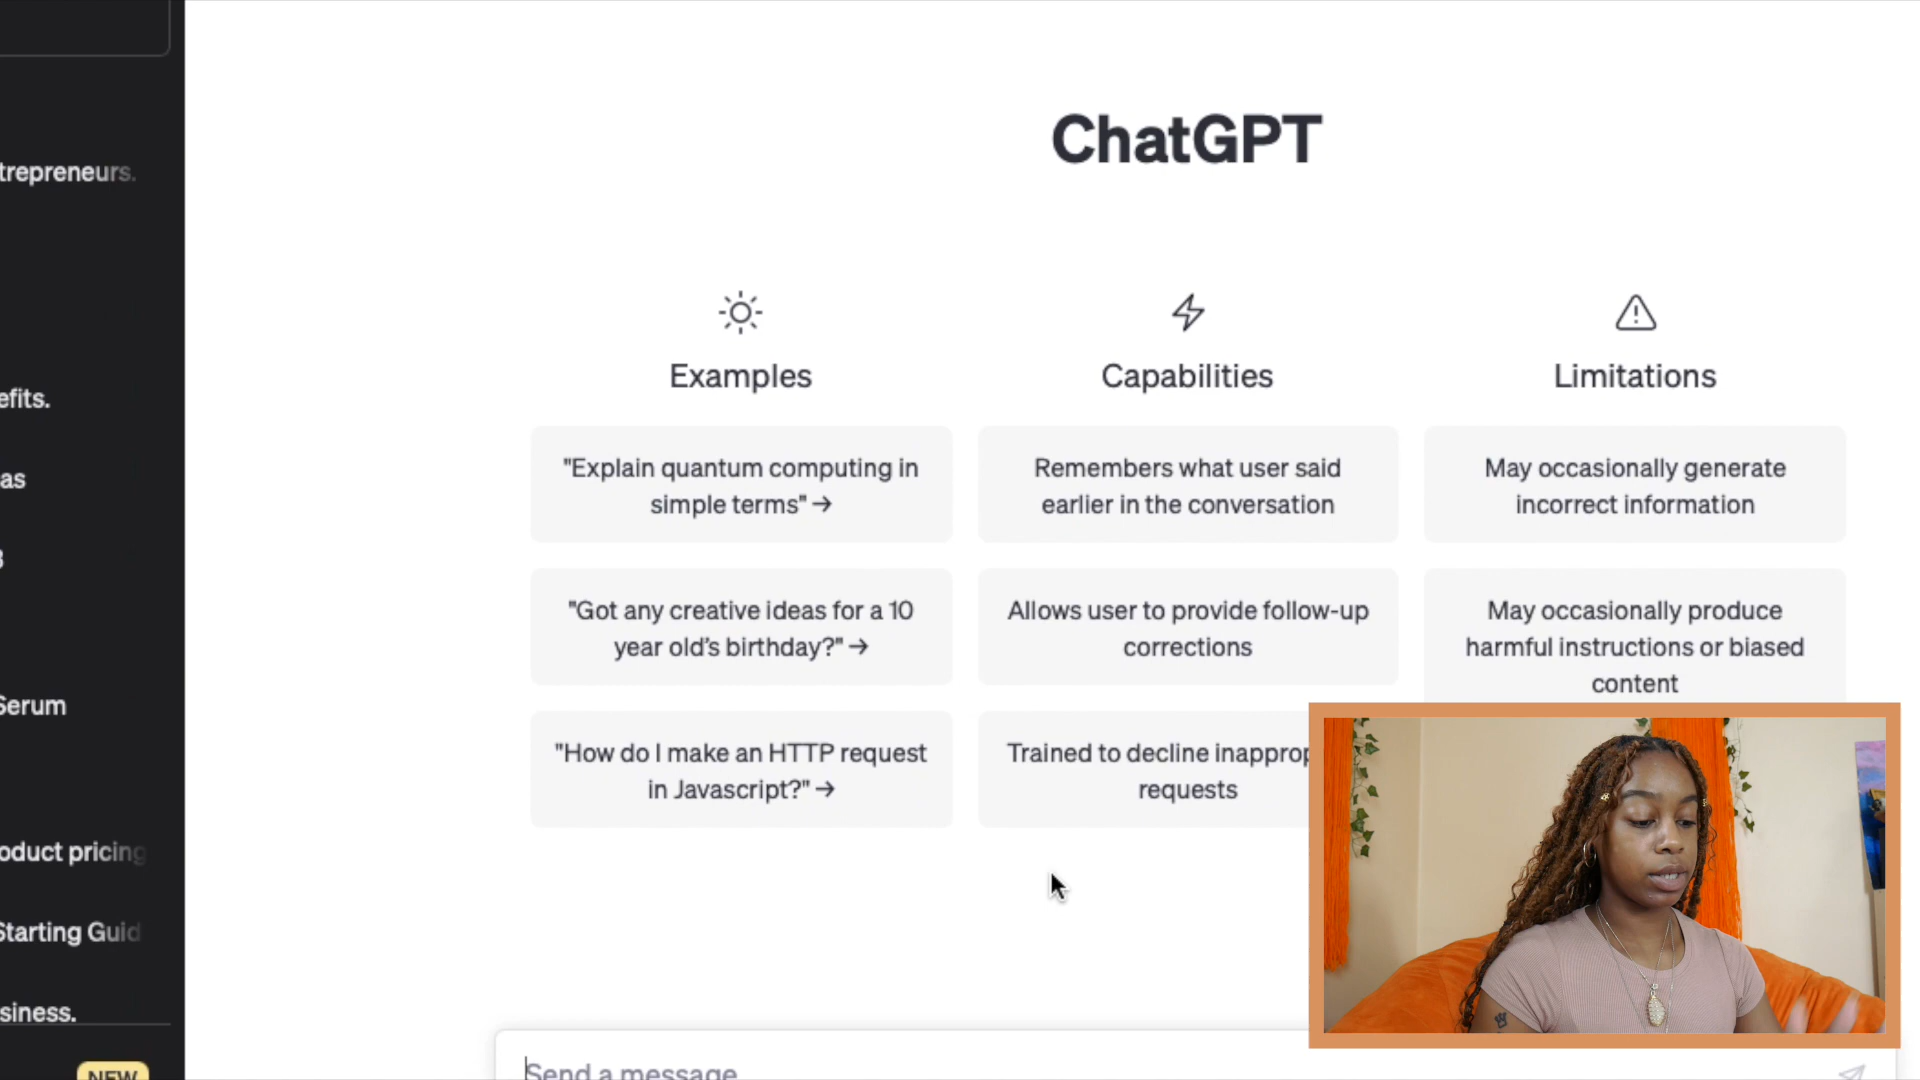 trepreneurs.
efits.
as
Serum
oduct pricing
Starting Guid
siness.
NEW
ChatGPT
Examples
"Explain quantum computing in
simple terms" →
"Got any creative ideas for a 10
year old's birthday?" →
"How do I make an HTTP request
in Javascript?" →
Capabilities
Remembers what user said
earlier in the conversation
Allows user to provide follow-up
corrections
Trained to decline inapprop
requests
Limitations
May occasionally generate
incorrect information
May occasionally produce
harmful instructions or biased
content
Send a message